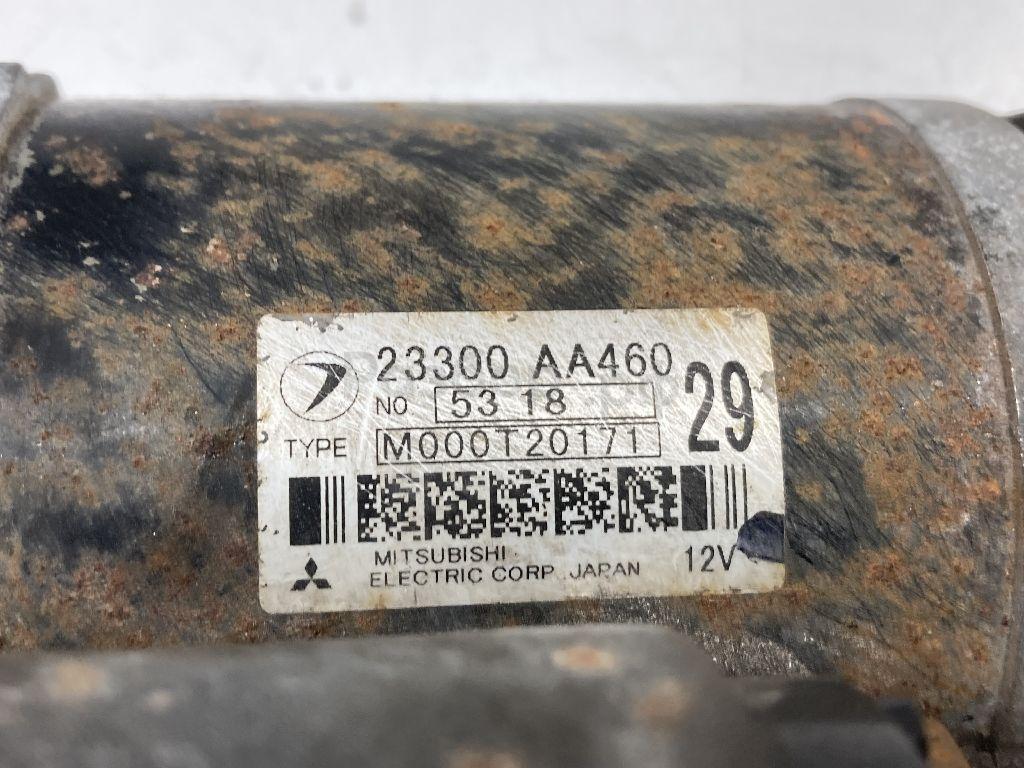 23300 AA460
NO 53 18
29
TYPE M000T20171
MITSUBISHI
ELECTRIC CORP. JAPAN
12V